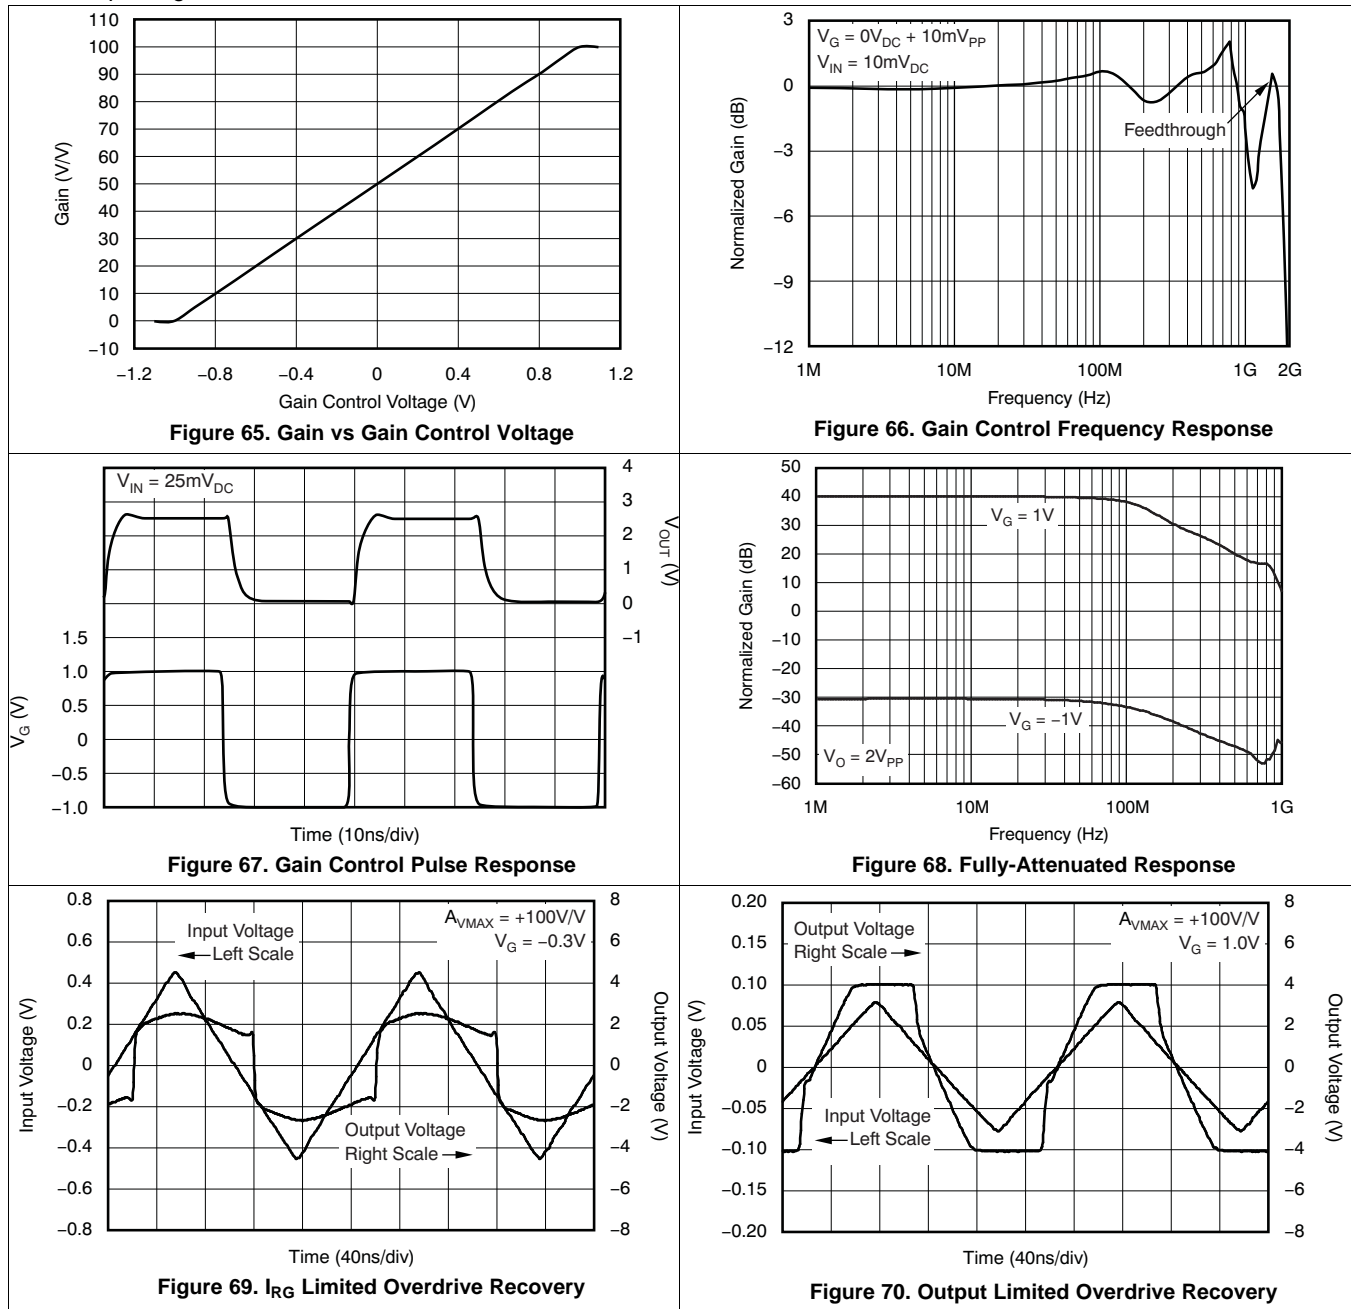 110
100
90
80
70
60
50
40
30
20
10
0
−10
Gain (V/V)
−1.2 −0.8 −0.4 0 0.4 0.8 1.2
Gain Control Voltage (V)
Figure 65. Gain vs Gain Control Voltage
3
0
−3
−6
−9
−12
Normalized Gain (dB)
V_G = 0V_DC + 10mV_PP
V_IN = 10mV_DC
Feedthrough
1M 10M 100M 1G 2G
Frequency (Hz)
Figure 66. Gain Control Frequency Response
V_IN = 25mV_DC
4
3
2
1
0
−1
V_OUT (V)
1.5
1.0
0.5
0
−0.5
−1.0
V_G (V)
Time (10ns/div)
Figure 67. Gain Control Pulse Response
50
40
30
20
10
0
−10
−20
−30
−40
−50
−60
Normalized Gain (dB)
V_G = 1V
V_G = −1V
V_O = 2V_PP
1M 10M 100M 1G
Frequency (Hz)
Figure 68. Fully-Attenuated Response
0.8
0.6
0.4
0.2
0
−0.2
−0.4
−0.6
−0.8
Input Voltage (V)
Input Voltage
Left Scale
A_VMAX = +100V/V
V_G = −0.3V
Output Voltage
Right Scale
8
6
4
2
0
−2
−4
−6
−8
Output Voltage (V)
Time (40ns/div)
Figure 69. I_RG Limited Overdrive Recovery
0.20
0.15
0.10
0.05
0
−0.05
−0.10
−0.15
−0.20
Input Voltage (V)
Output Voltage
Right Scale
A_VMAX = +100V/V
V_G = 1.0V
Input Voltage
Left Scale
8
6
4
2
0
−2
−4
−6
−8
Output Voltage (V)
Time (40ns/div)
Figure 70. Output Limited Overdrive Recovery